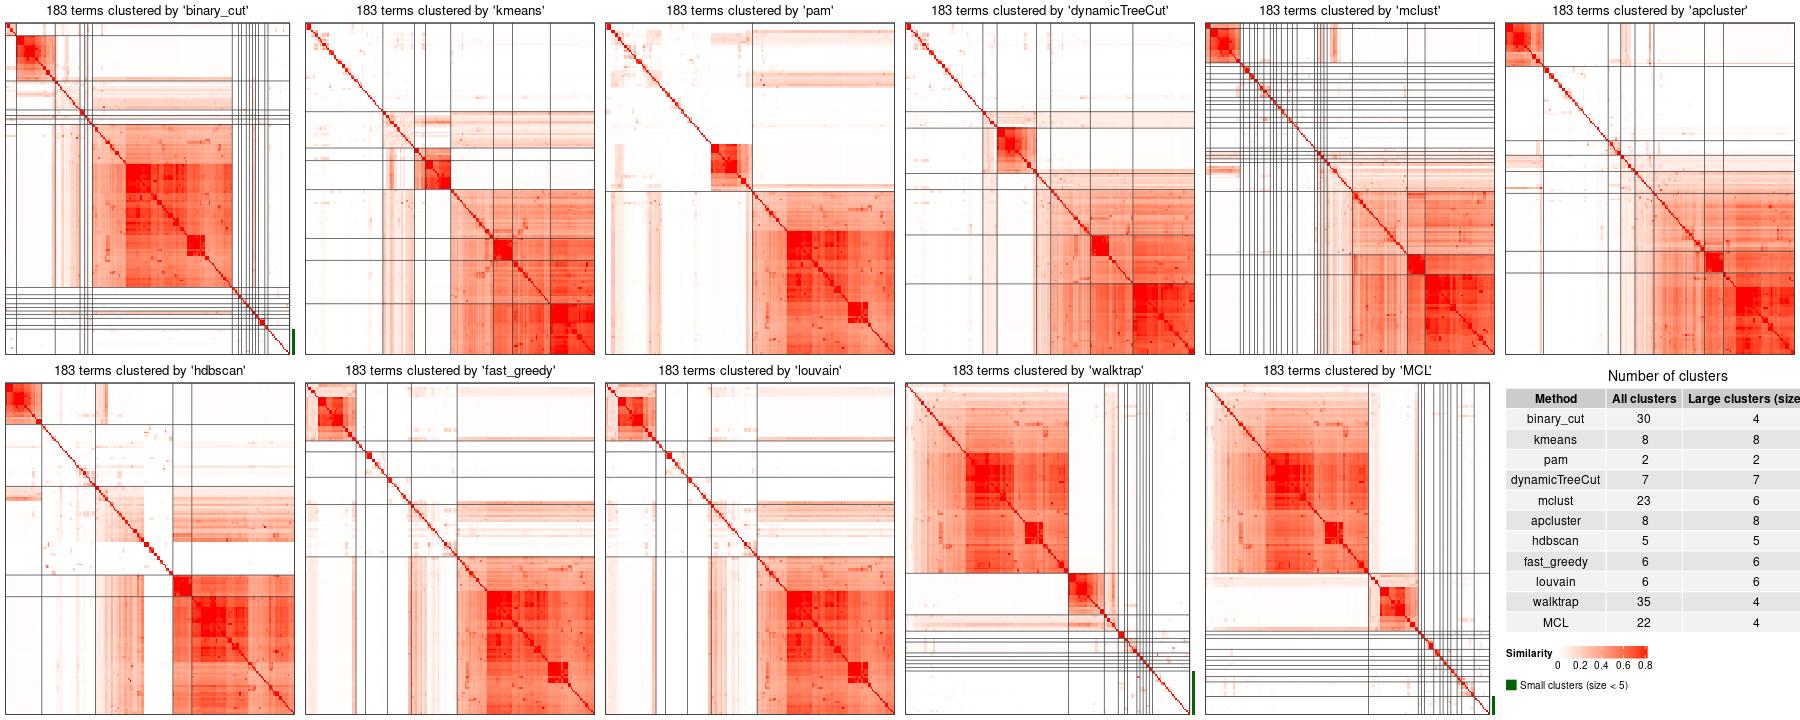 183 terms clustered by 'binary_cut'
183 terms clustered by 'kmeans'
183 terms clustered by 'pam'
183 terms clustered by 'dynamicTreeCut'
183 terms clustered by 'mclust'
183 terms clustered by 'apcluster'
183 terms clustered by 'hdbscan'
183 terms clustered by 'fast_greedy'
183 terms clustered by 'louvain'
183 terms clustered by 'walktrap'
183 terms clustered by 'MCL'
Number of clusters
Method All clusters Large clusters (size
binary_cut 30 4
kmeans 8 8
pam 2 2
dynamicTreeCut 7 7
mclust 23 6
apcluster 8 8
hdbscan 5 5
fast_greedy 6 6
louvain 6 6
walktrap 35 4
MCL 22 4
Similarity
0 0.2 0.4 0.6 0.8
Small clusters (size < 5)